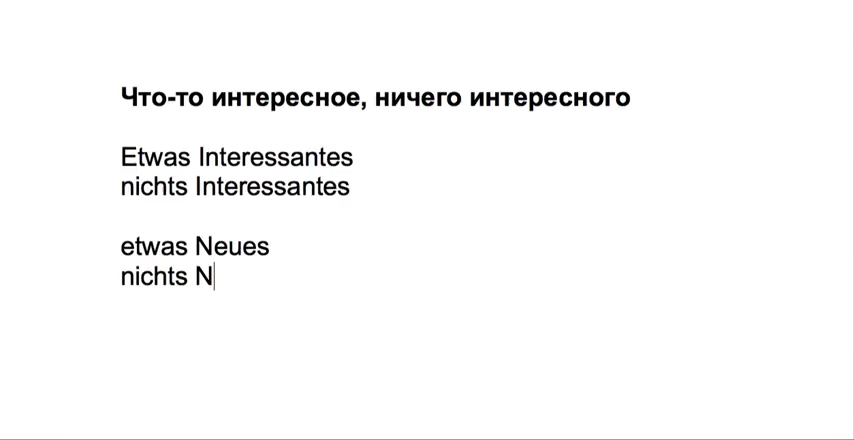 Что-то интересное, ничего интересного
Etwas Interessantes
nichts Interessantes
etwas Neues
nichts N